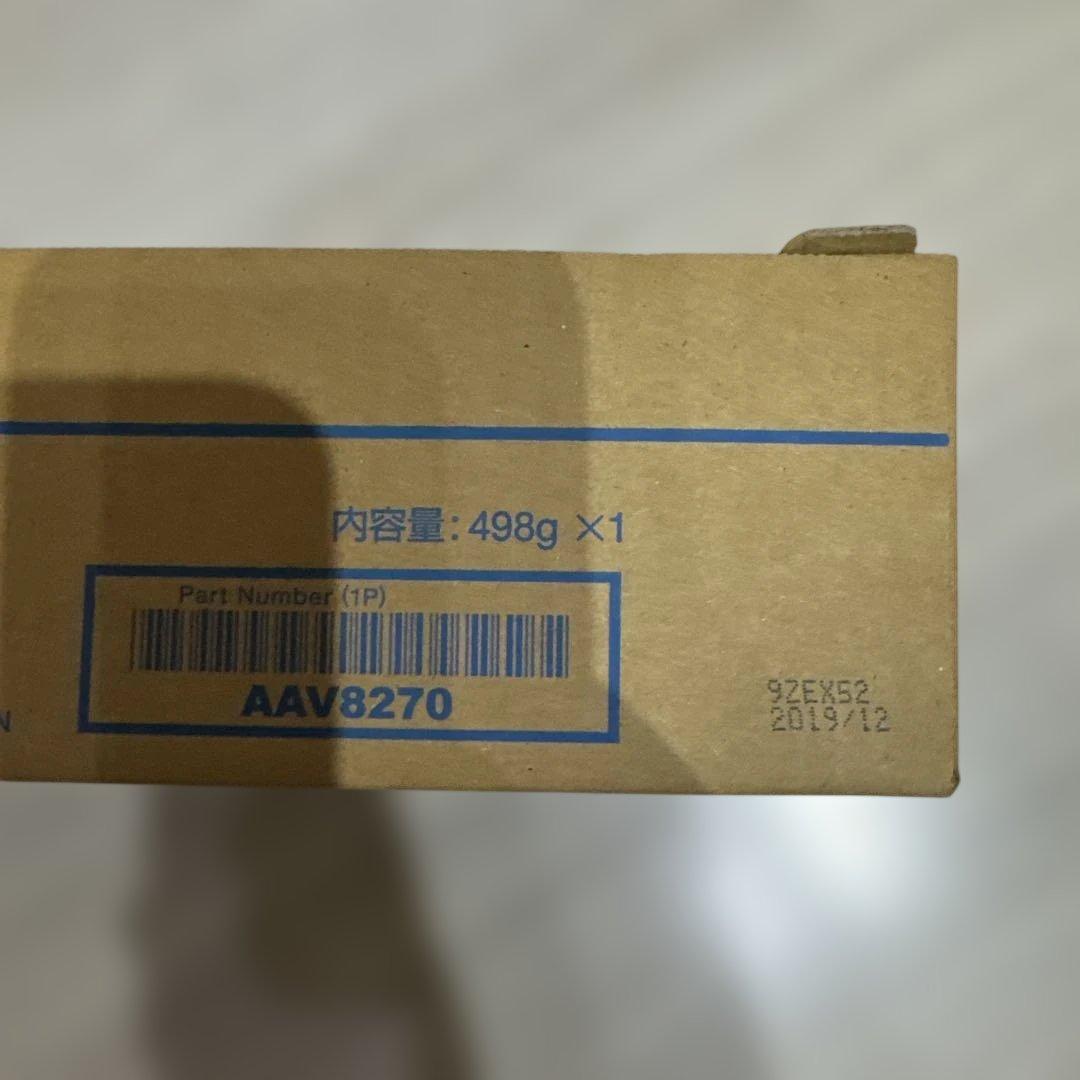 内容量: 498g ×1
Part Number (1P)
AAV8270
N
9ZEX52
2019/12